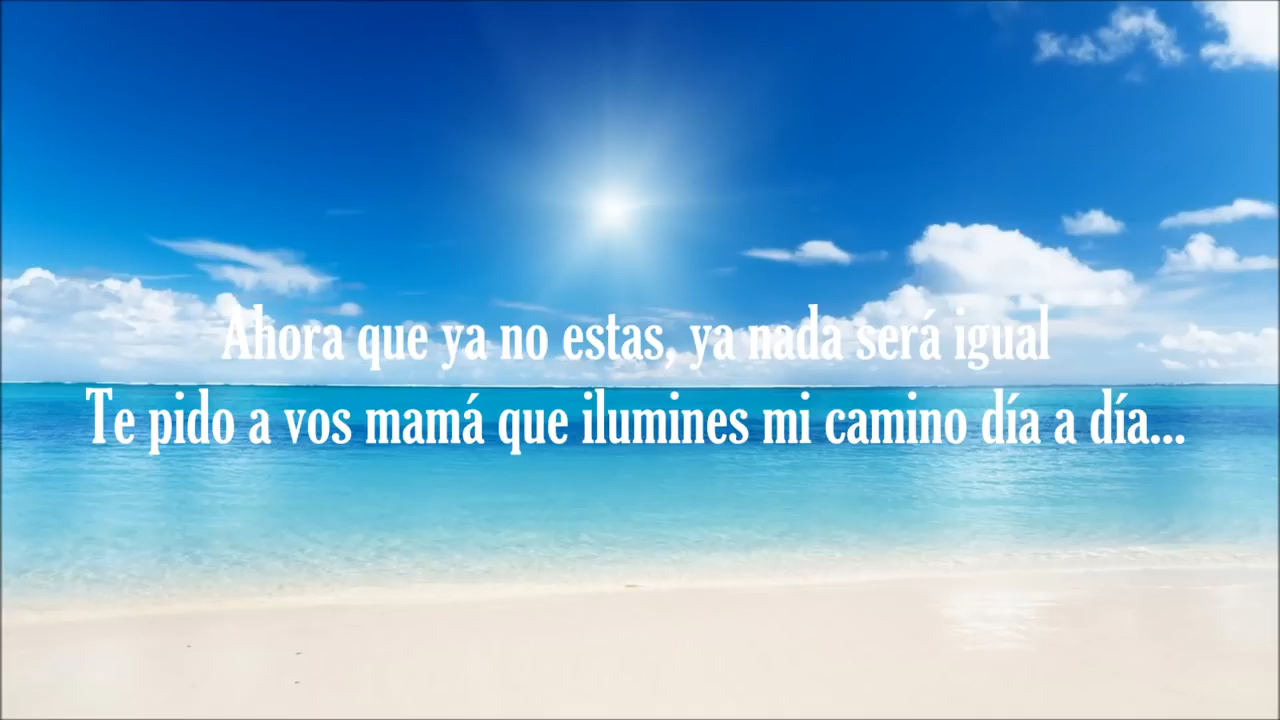 Ahora que ya no estas, ya nada será igual
Te pido a vos mamá que ilumines mi camino día a día...